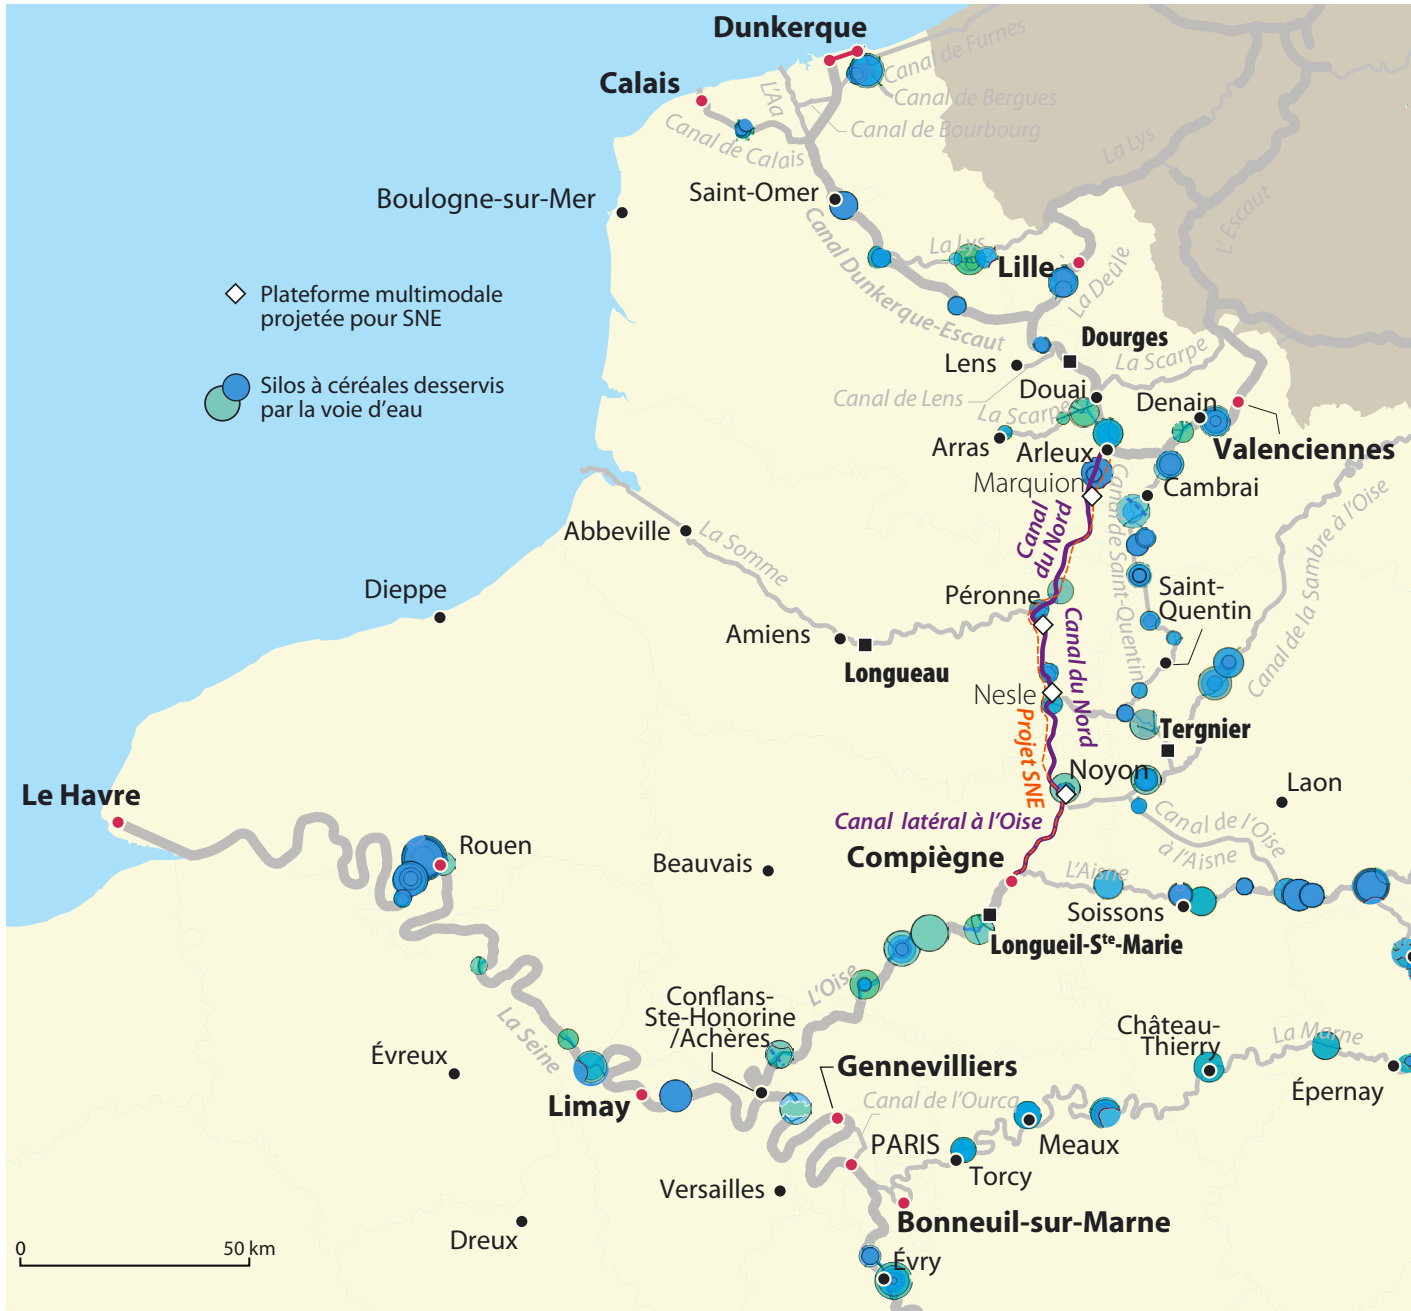 Dunkerque
Canal de Furnes
Calais
L'Aa
Canal de Bergues
Canal de Bourbourg
Canal de Calais
La Lys
Saint-Omer
Boulogne-sur-Mer
L'Escaut
La Lys
Lille
Canal Dunkerque-Escaut
La Deûle
Plateforme multimodale
projetée pour SNE
Dourges
La Scarpe
Lens
Silos à céréales desservis
par la voie d'eau
Canal de Lens
Douai
La Scarpe
Denain
Arras
Arleux
Valenciennes
Marquion
Cambrai
Canal
du Nord
Canal de Saint-Quentin
Canal de la Sambre à l'Oise
Abbeville
La Somme
Dieppe
Péronne
Saint-
Quentin
Amiens
Canal du Nord
Longueau
Nesle
Projet SNE
Tergnier
Noyon
Laon
Le Havre
Canal latéral à l'Oise
Canal de l'Oise
à l'Aisne
Rouen
Beauvais
Compiègne
L'Aisne
Soissons
Longueil-Ste-Marie
L'Oise
Conflans-
Ste-Honorine
/Achères
La Seine
Château-
Thierry
La Marne
Évreux
Gennevilliers
Épernay
Limay
Canal de l'Ourcq
PARIS
Meaux
Torcy
Versailles
Bonneuil-sur-Marne
Dreux
0
50 km
Évry